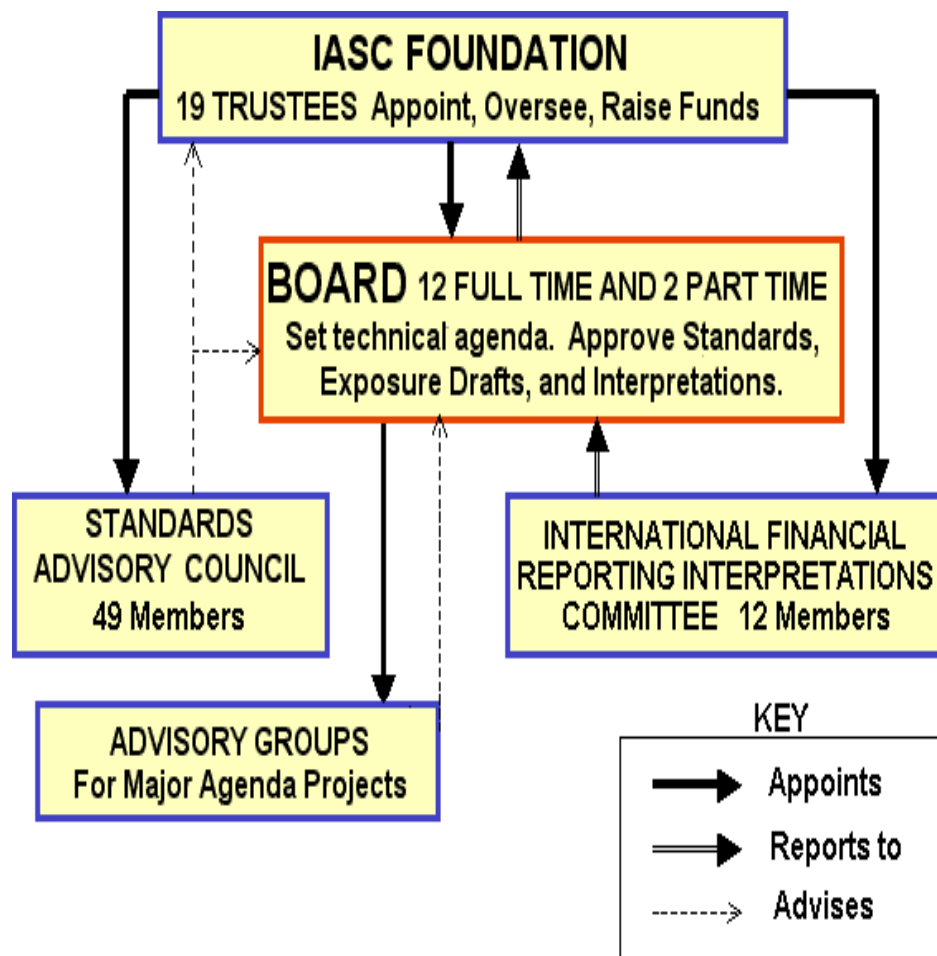 IASC FOUNDATION
19 TRUSTEES Appoint, Oversee, Raise Funds
BOARD 12 FULL TIME AND 2 PART TIME
Set technical agenda. Approve Standards,
Exposure Drafts, and Interpretations.
STANDARDS
ADVISORY COUNCIL
49 Members
INTERNATIONAL FINANCIAL
REPORTING INTERPRETATIONS
COMMITTEE 12 Members
ADVISORY GROUPS
For Major Agenda Projects
KEY
Appoints
Reports to
Advises